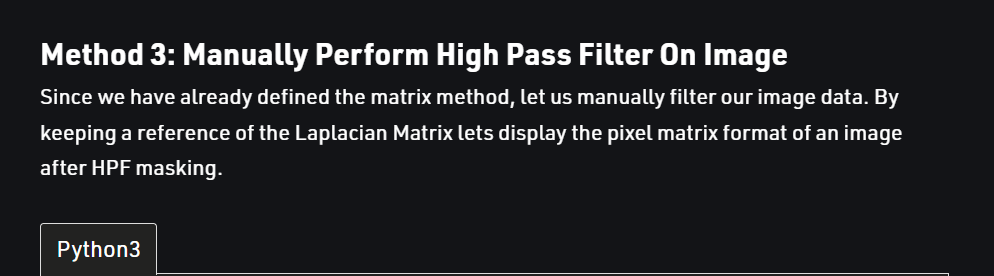 Method 3: Manually Perform High Pass Filter On Image
Since we have already defined the matrix method, let us manually filter our image data. By
keeping a reference of the Laplacian Matrix lets display the pixel matrix format of an image
after HPF masking.
Python3